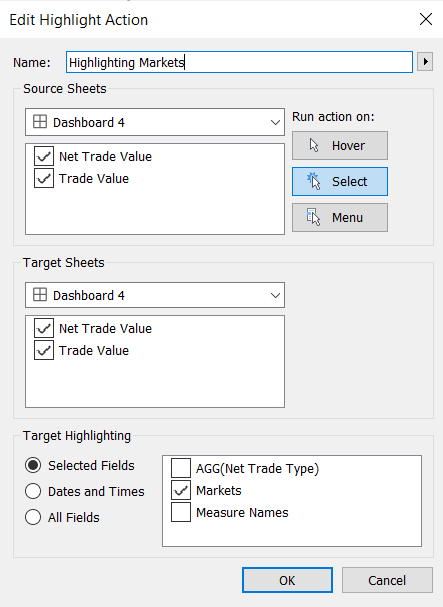 Edit Highlight Action
Name: Highlighting Markets
Source Sheets
Dashboard 4
Net Trade Value
Trade Value
Run action on:
Hover
Select
Menu
Target Sheets
Dashboard 4
Net Trade Value
Trade Value
Target Highlighting
Selected Fields
Dates and Times
All Fields
AGG(Net Trade Type)
Markets
Measure Names
OK
Cancel